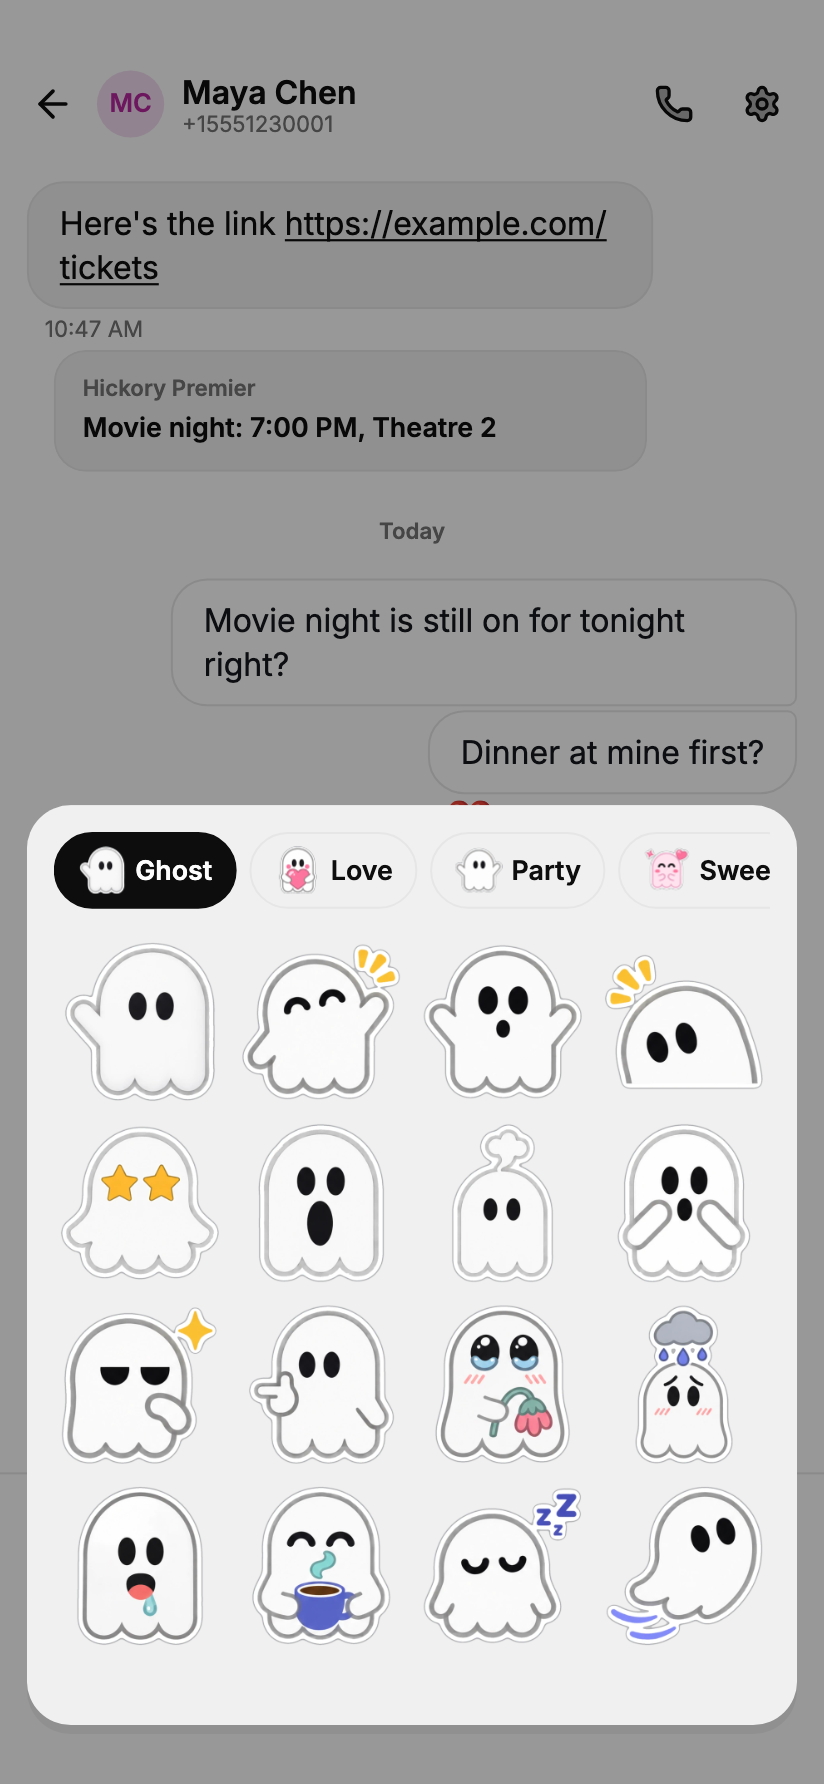 MC
Maya Chen
+15551230001
Here's the link https://example.com/
tickets
10:47 AM
Hickory Premier
Movie night: 7:00 PM, Theatre 2
Today
Movie night is still on for tonight
right?
Dinner at mine first?
Ghost
Love
Party
Swee
z Z
z